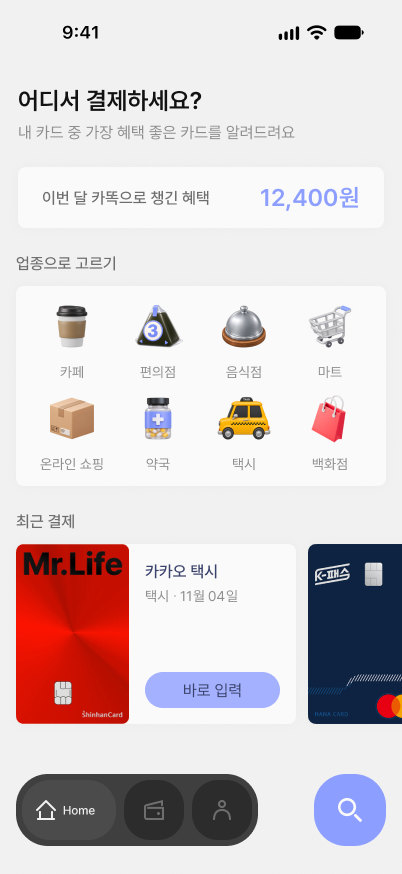 9:41
어디서 결제하세요?
내 카드 중 가장 혜택 좋은 카드를 알려드려요
이번 달 카똑으로 챙긴 혜택
12,400원
업종으로 고르기
3
카페
편의점
음식점
마트
온라인 쇼핑
약국
택시
백화점
최근 결제
Mr.Life
ShinhanCard
카카오 택시
택시 · 11월 04일
바로 입력
K-패스
HANA CARD
Home